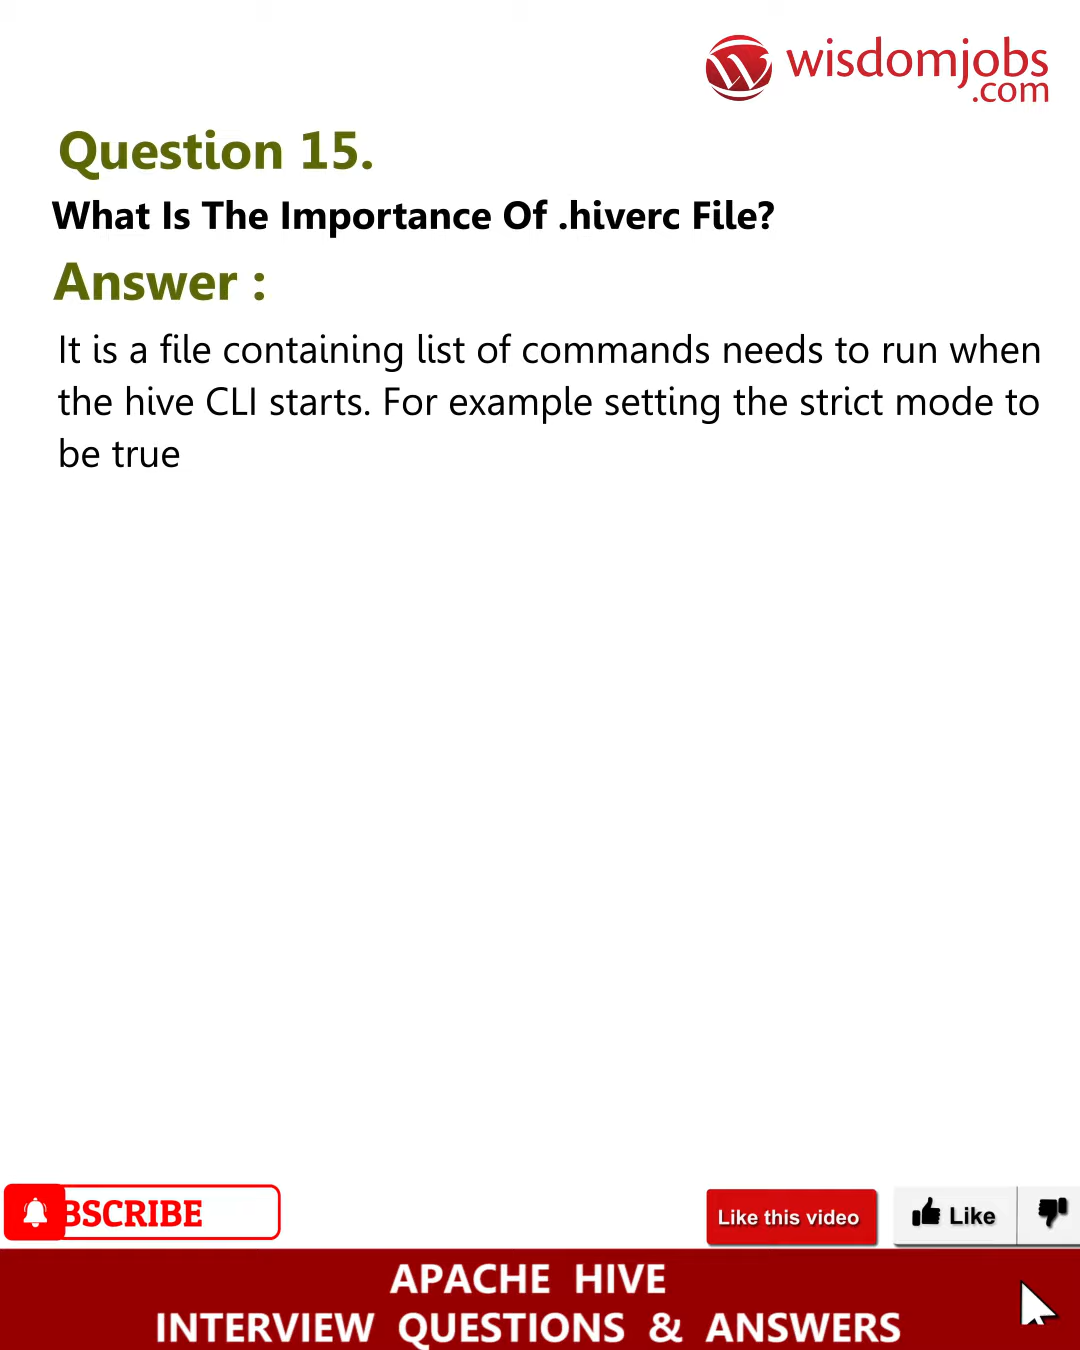 wisdomjobs
.com
Question 15.
What Is The Importance Of .hiverc File?
Answer :
It is a file containing list of commands needs to run when
the hive CLI starts. For example setting the strict mode to
be true
BSCRIBE
Like this video
Like
APACHE HIVE
INTERVIEW QUESTIONS & ANSWERS